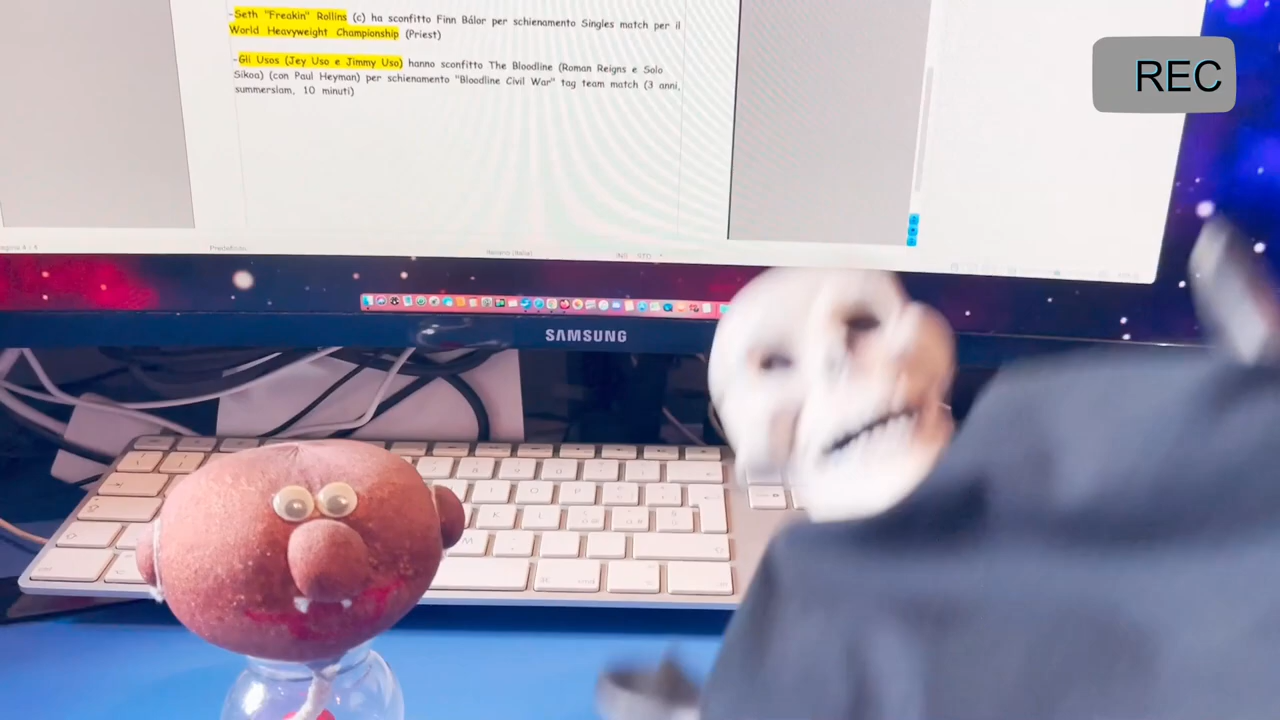 -Seth "Freakin" Rollins (c) ha sconfitto Finn Bálor per schienamento Singles match per il
World Heavyweight Championship (Priest)
-Gli Usos (Jey Uso e Jimmy Uso) hanno sconfitto The Bloodline (Roman Reigns e Solo
Sikoa) (con Paul Heyman) per schienamento "Bloodline Civil War" tag team match (3 anni,
summerslam, 10 minuti)
REC
SAMSUNG